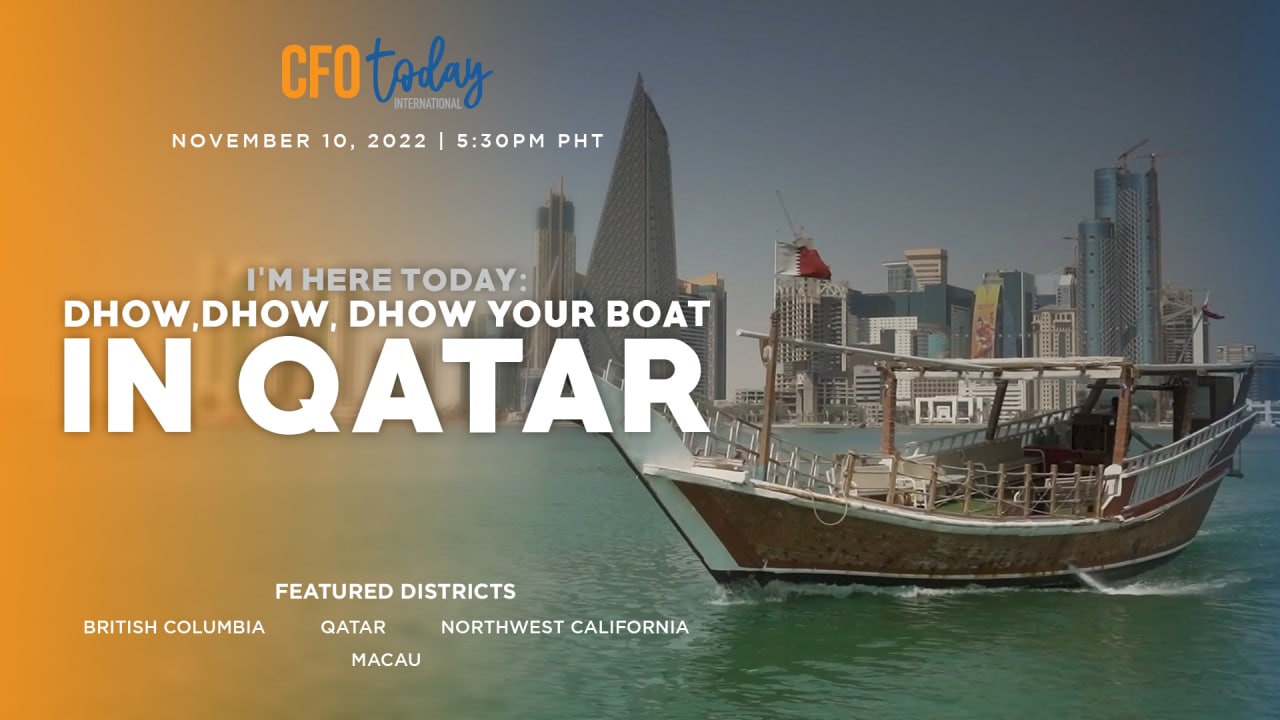 CFO today
INTERNATIONAL
NOVEMBER 10, 2022 | 5:30PM PHT
I'M HERE TODAY:
DHOW,DHOW, DHOW YOUR BOAT
IN QATAR
FEATURED DISTRICTS
BRITISH COLUMBIA QATAR NORTHWEST CALIFORNIA
MACAU